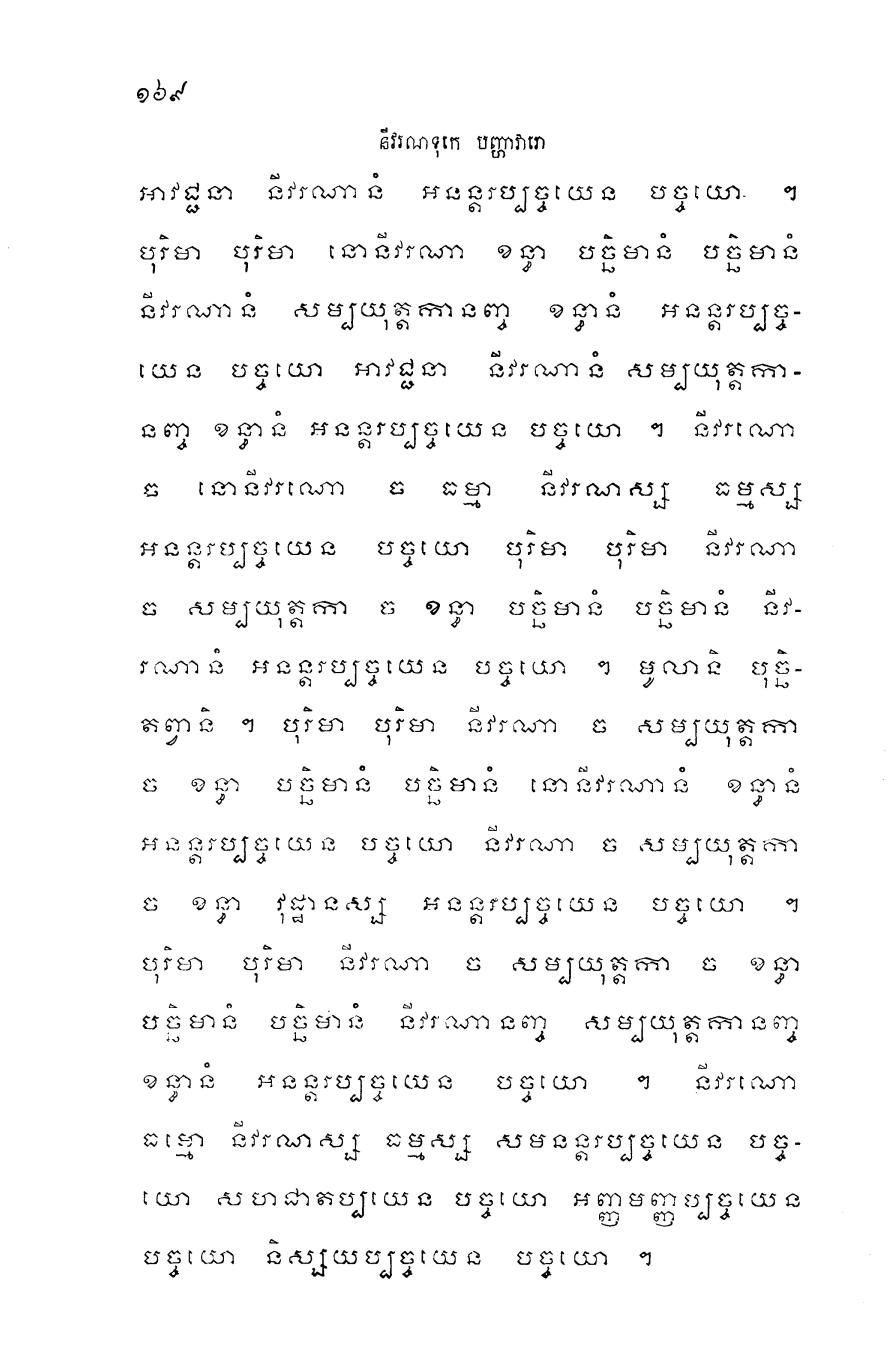 ១៦៩
នីវរណទុកេ បញ្ហាវារោ
អាវជ្ជនា នីវរណានំ អនន្តរប្បច្ចយេន បច្ចយោ ។
បុរិមា បុរិមា នោនីវរណា ខន្ធា បច្ឆិមានំ បច្ឆិមានំ
នីវរណានំ សម្បយុត្តកានញ្ច ខន្ធានំ អនន្តរប្បច្ច-
យេន បច្ចយោ អាវជ្ជនា នីវរណានំ សម្បយុត្តកា-
នញ្ច ខន្ធានំ អនន្តរប្បច្ចយេន បច្ចយោ ។ នីវរណោ
ច នោនីវរណោ ច ធម្មា នីវរណស្ស ធម្មស្ស
អនន្តរប្បច្ចយេន បច្ចយោ បុរិមា បុរិមា នីវរណា
ច សម្បយុត្តកា ច ខន្ធា បច្ឆិមានំ បច្ឆិមានំ នីវ-
រណានំ អនន្តរប្បច្ចយេន បច្ចយោ ។ មូលានិ បុច្ឆិ-
តព្វានិ ។ បុរិមា បុរិមា នីវរណា ច សម្បយុត្តកា
ច ខន្ធា បច្ឆិមានំ បច្ឆិមានំ នោនីវរណានំ ខន្ធានំ
អនន្តរប្បច្ចយេន បច្ចយោ នីវរណា ច សម្បយុត្តកា
ច ខន្ធា វុដ្ឋានស្ស អនន្តរប្បច្ចយេន បច្ចយោ ។
បុរិមា បុរិមា នីវរណា ច សម្បយុត្តកា ច ខន្ធា
បច្ឆិមានំ បច្ឆិមានំ នីវរណានញ្ច សម្បយុត្តកានញ្ច
ខន្ធានំ អនន្តរប្បច្ចយេន បច្ចយោ ។ នីវរណោ
ធម្មោ នីវរណស្ស ធម្មស្ស សមនន្តរប្បច្ចយេន បច្ច-
យោ សហជាតប្បយេន បច្ចយោ អញ្ញមញ្ញប្បច្ចយេន
បច្ចយោ និស្សយប្បច្ចយេន បច្ចយោ ។